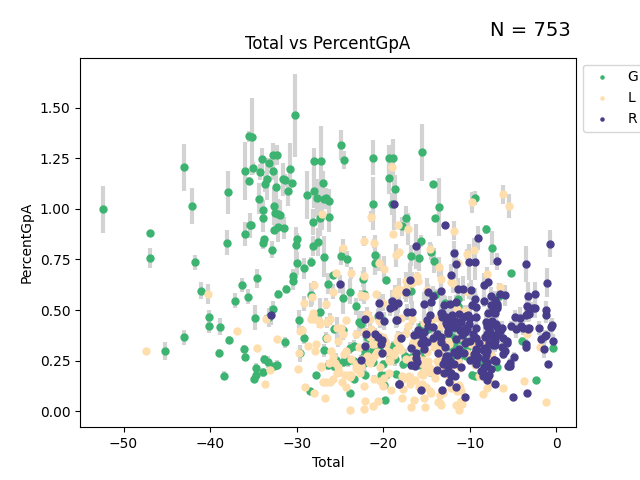 N = 753
Total vs PercentGpA
G
L
R
PercentGpA
1.50
1.25
1.00
0.75
0.50
0.25
0.00
−50
−40
−30
−20
−10
0
Total